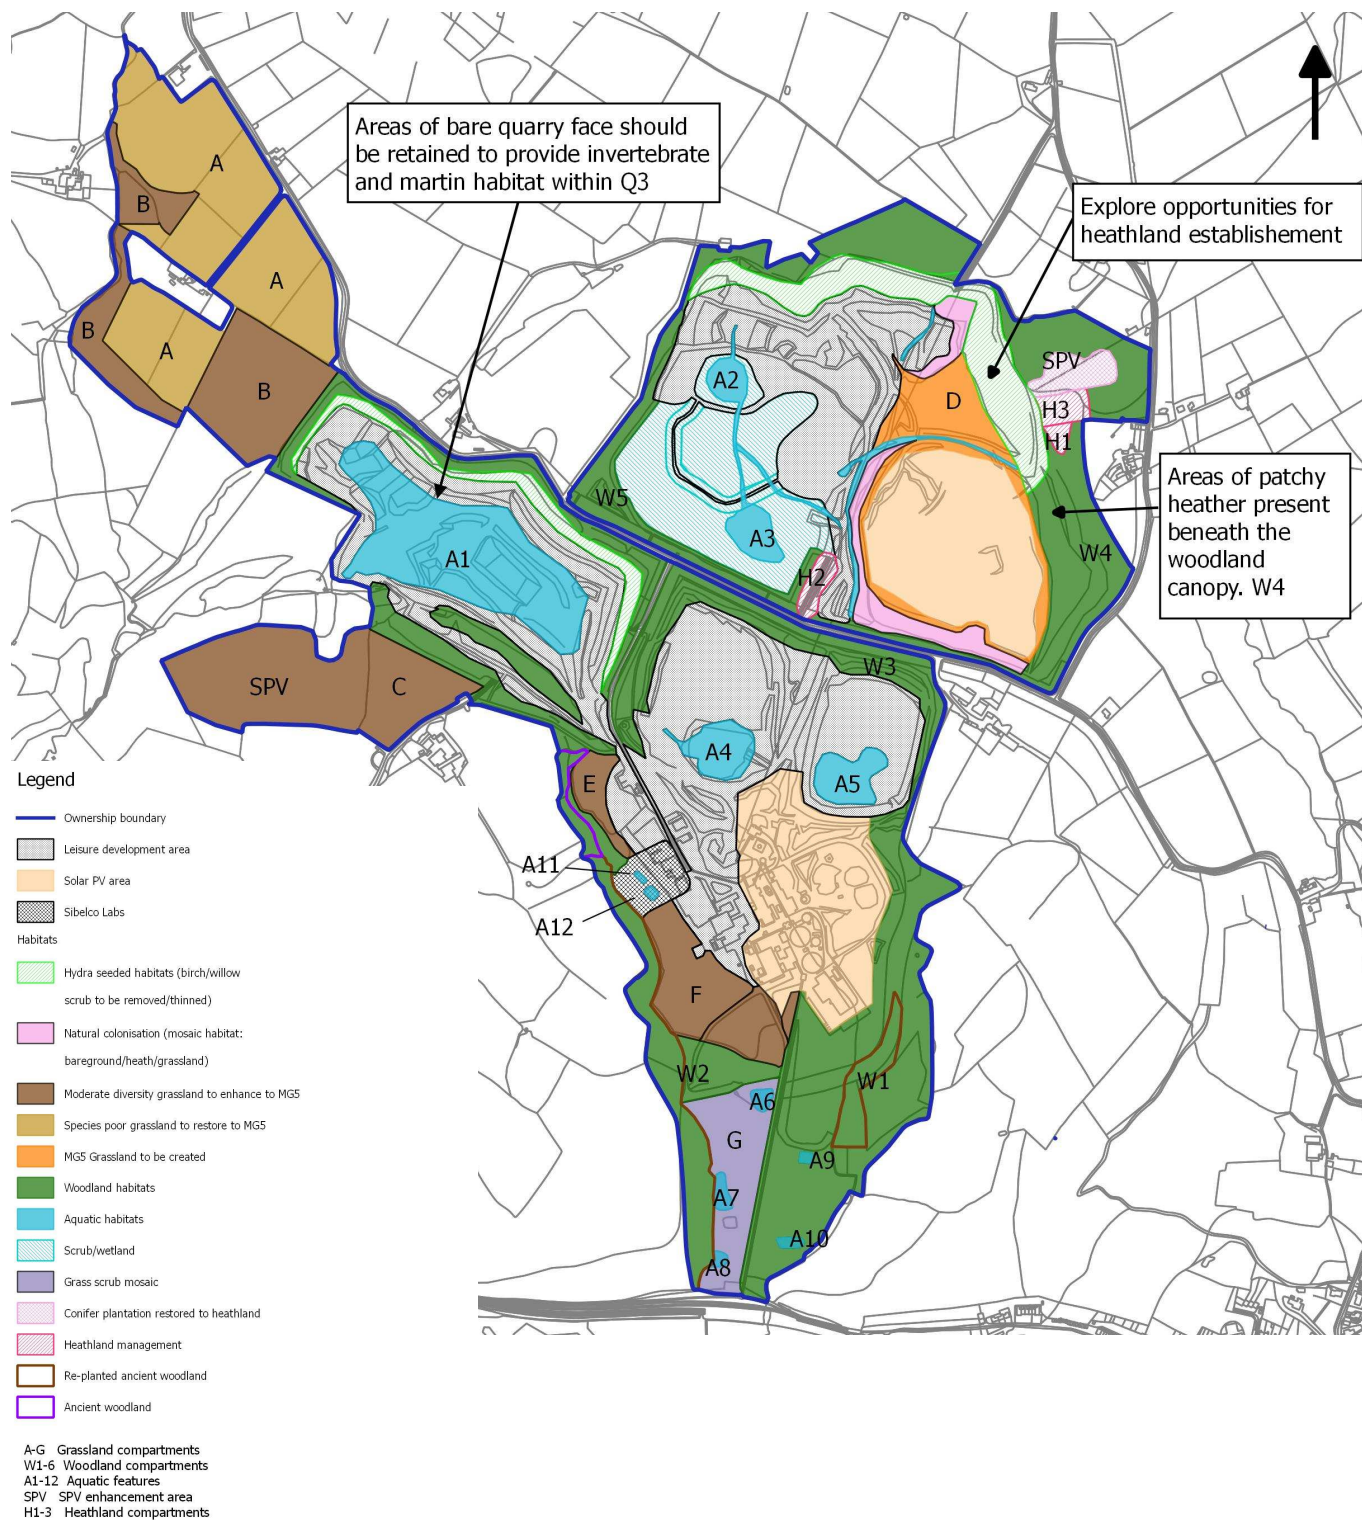 Areas of bare quarry face should
be retained to provide invertebrate
and martin habitat within Q3
Explore opportunities for
heathland establishement
Areas of patchy
heather present
beneath the
woodland
canopy. W4
A
B
A
B
A
B
SPV
H3
H1
A2
D
W5
A3
W4
A1
H2
W3
SPV
C
A4
A5
E
A11
A12
F
W2
W1
A6
G
A9
A7
A10
A8
Legend
Ownership boundary
Leisure development area
Solar PV area
Sibelco Labs
Habitats
Hydra seeded habitats (birch/willow
scrub to be removed/thinned)
Natural colonisation (mosaic habitat:
bareground/heath/grassland)
Moderate diversity grassland to enhance to MG5
Species poor grassland to restore to MG5
MG5 Grassland to be created
Woodland habitats
Aquatic habitats
Scrub/wetland
Grass scrub mosaic
Conifer plantation restored to heathland
Heathland management
Re-planted ancient woodland
Ancient woodland
A-G Grassland compartments
W1-6 Woodland compartments
A1-12 Aquatic features
SPV SPV enhancement area
H1-3 Heathland compartments